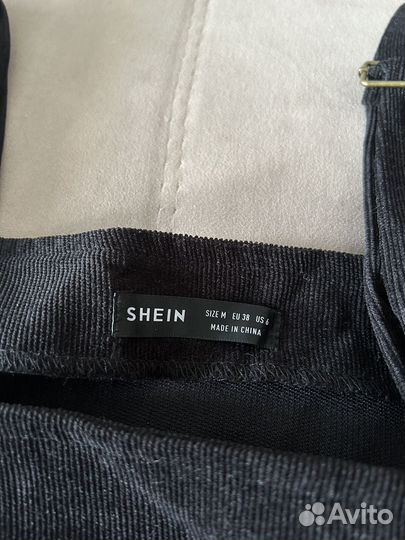 SHEIN
SIZE M EU 38 US 6
MADE IN CHINA
Avito